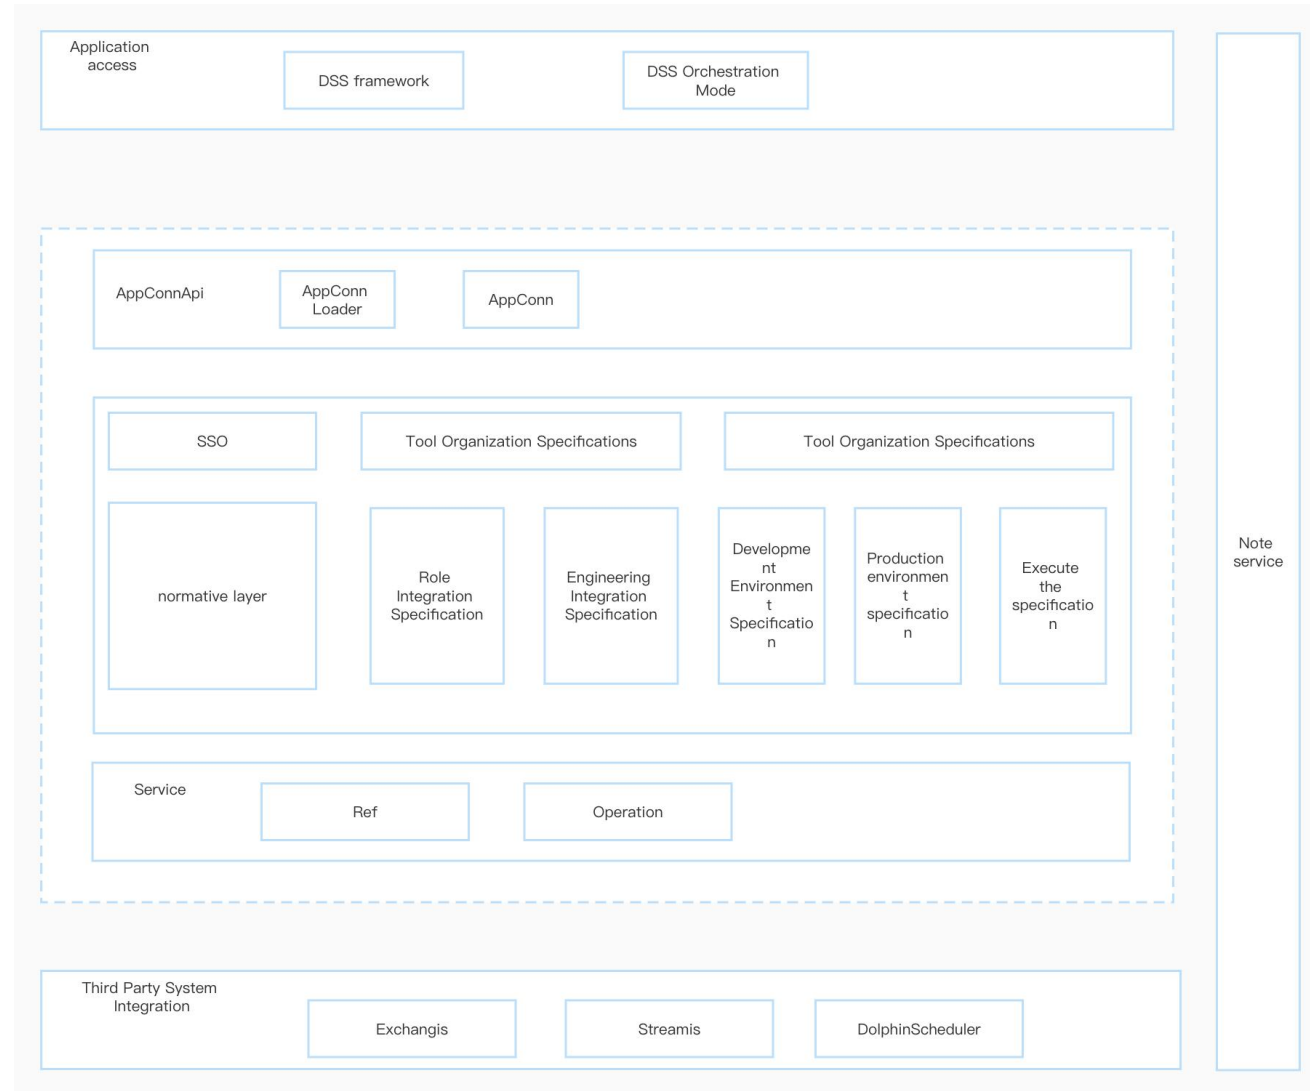 Application
access
DSS framework
DSS Orchestration
Mode
AppConnApi
AppConn
Loader
AppConn
SSO
Tool Organization Specifications
Tool Organization Specifications
normative layer
Role
Integration
Specification
Engineering
Integration
Specification
Developme
nt
Environmen
t
Specificatio
n
Production
environmen
t
specificatio
n
Execute
the
specificatio
n
Service
Ref
Operation
Third Party System
Integration
Exchangis
Streamis
DolphinScheduler
Note
service